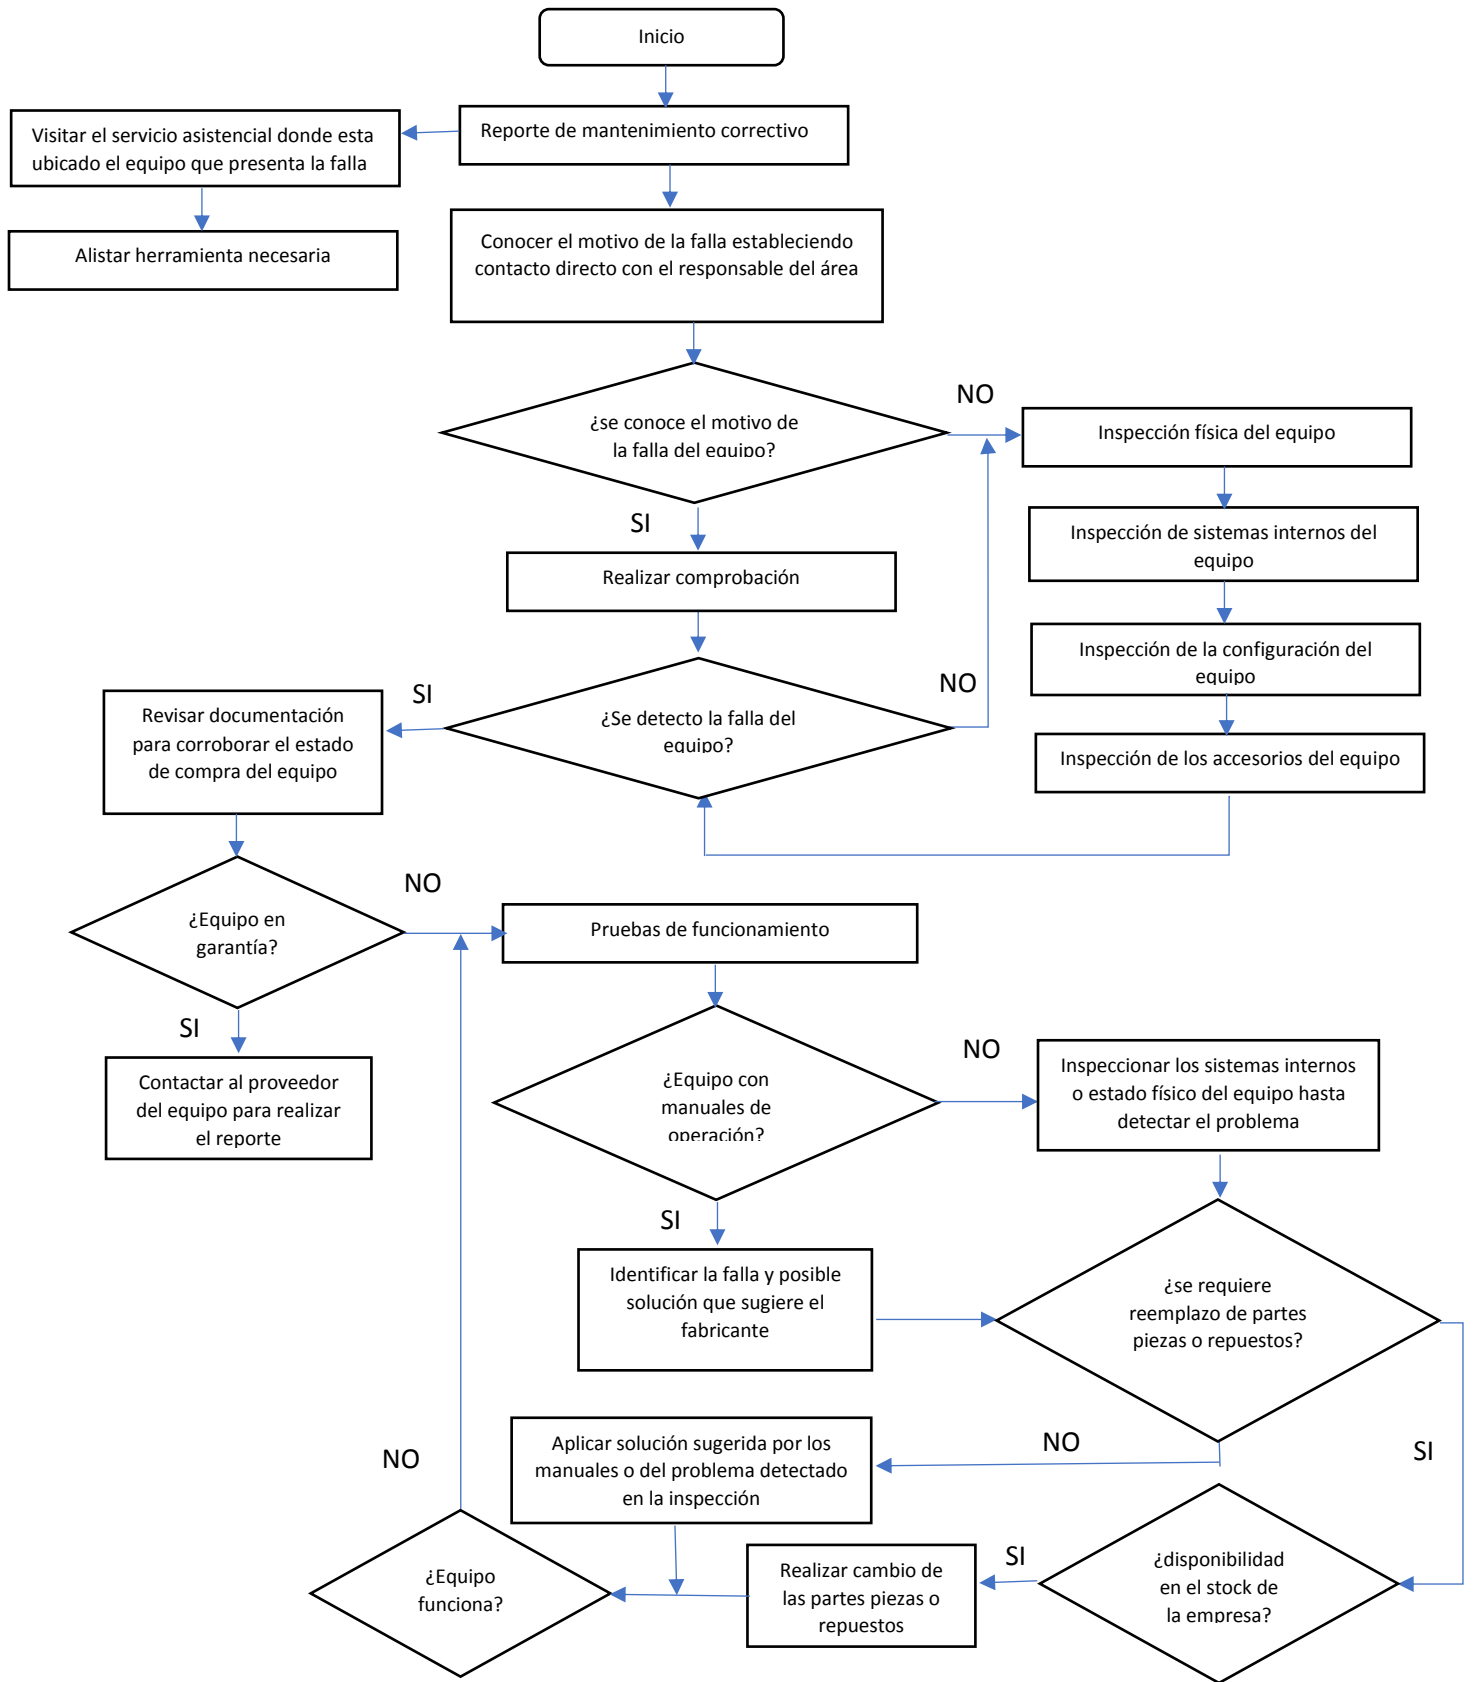 Inicio
Reporte de mantenimiento correctivo
Visitar el servicio asistencial donde esta
ubicado el equipo que presenta la falla
Alistar herramienta necesaria
Conocer el motivo de la falla estableciendo
contacto directo con el responsable del área
¿se conoce el motivo de
la falla del equipo?
NO
Inspección física del equipo
SI
Inspección de sistemas internos del
equipo
Realizar comprobación
Inspección de la configuración del
equipo
¿Se detecto la falla del
equipo?
NO
SI
Inspección de los accesorios del equipo
Revisar documentación
para corroborar el estado
de compra del equipo
¿Equipo en
garantía?
NO
Pruebas de funcionamiento
SI
Contactar al proveedor
del equipo para realizar
el reporte
¿Equipo con
manuales de
operación?
NO
Inspeccionar los sistemas internos
o estado físico del equipo hasta
detectar el problema
SI
Identificar la falla y posible
solución que sugiere el
fabricante
¿se requiere
reemplazo de partes
piezas o repuestos?
NO
SI
Aplicar solución sugerida por los
manuales o del problema detectado
en la inspección
NO
¿Equipo
funciona?
Realizar cambio de
las partes piezas o
repuestos
SI
¿disponibilidad
en el stock de
la empresa?